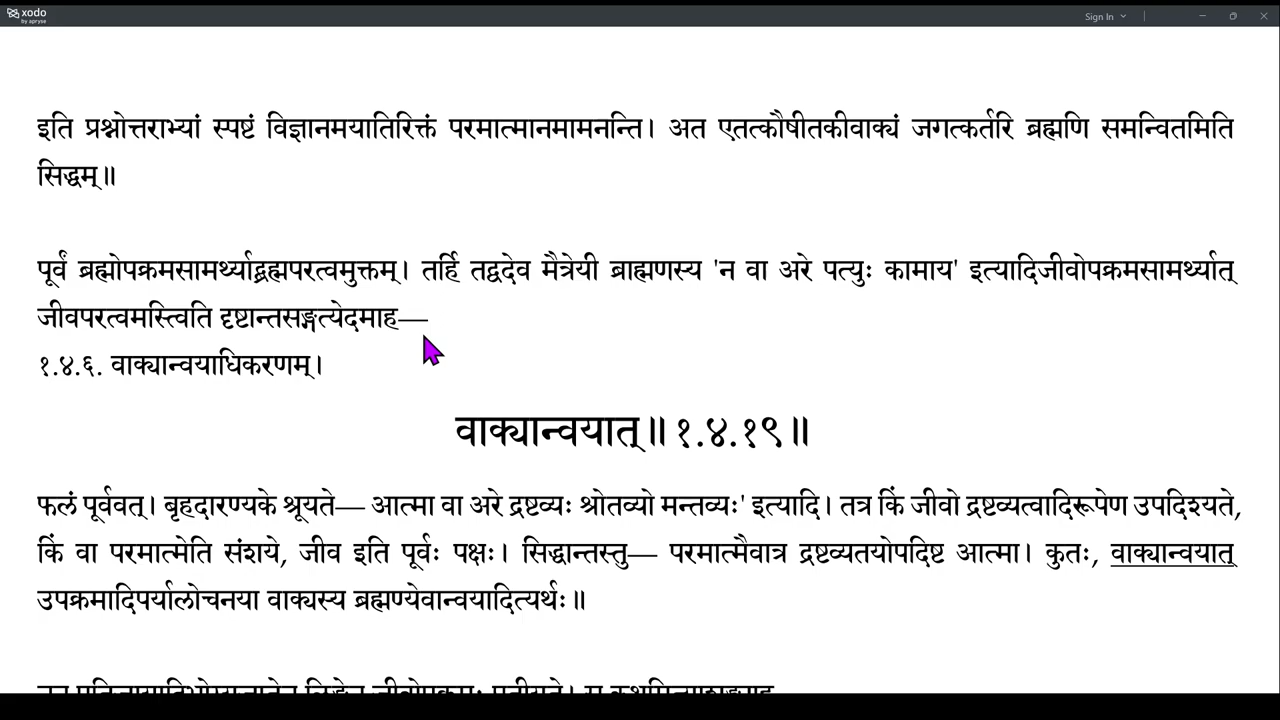 xodo
by apryse
Sign In
इति प्रश्नोत्तराभ्यां स्पष्टं विज्ञानमयातिरिक्तं परमात्मानमामनन्ति। अत एतत्कौषीतकीवाक्यं जगत्कर्तरि ब्रह्मणि समन्वितमिति
सिद्धम्॥
पूर्वं ब्रह्मोपक्रमसामर्थ्याद्ब्रह्मपरत्वमुक्तम्। तर्हि तद्वदेव मैत्रेयी ब्राह्मणस्य 'न वा अरे पत्युः कामाय' इत्यादिजीवोपक्रमसामर्थ्यात्
जीवपरत्वमस्त्विति दृष्टान्तसङ्गत्येदमाह—
१.४.६. वाक्यान्वयाधिकरणम्।
वाक्यान्वयात्॥१.४.१९॥
फलं पूर्ववत्। बृहदारण्यके श्रूयते— आत्मा वा अरे द्रष्टव्यः श्रोतव्यो मन्तव्यः' इत्यादि। तत्र किं जीवो द्रष्टव्यत्वादिरूपेण उपदिश्यते,
किं वा परमात्मेति संशये, जीव इति पूर्वः पक्षः। सिद्धान्तस्तु— परमात्मैवात्र द्रष्टव्यतयोपदिष्ट आत्मा। कुतः, वाक्यान्वयात्
उपक्रमादिपर्यालोचनया वाक्यस्य ब्रह्मण्येवान्वयादित्यर्थः॥